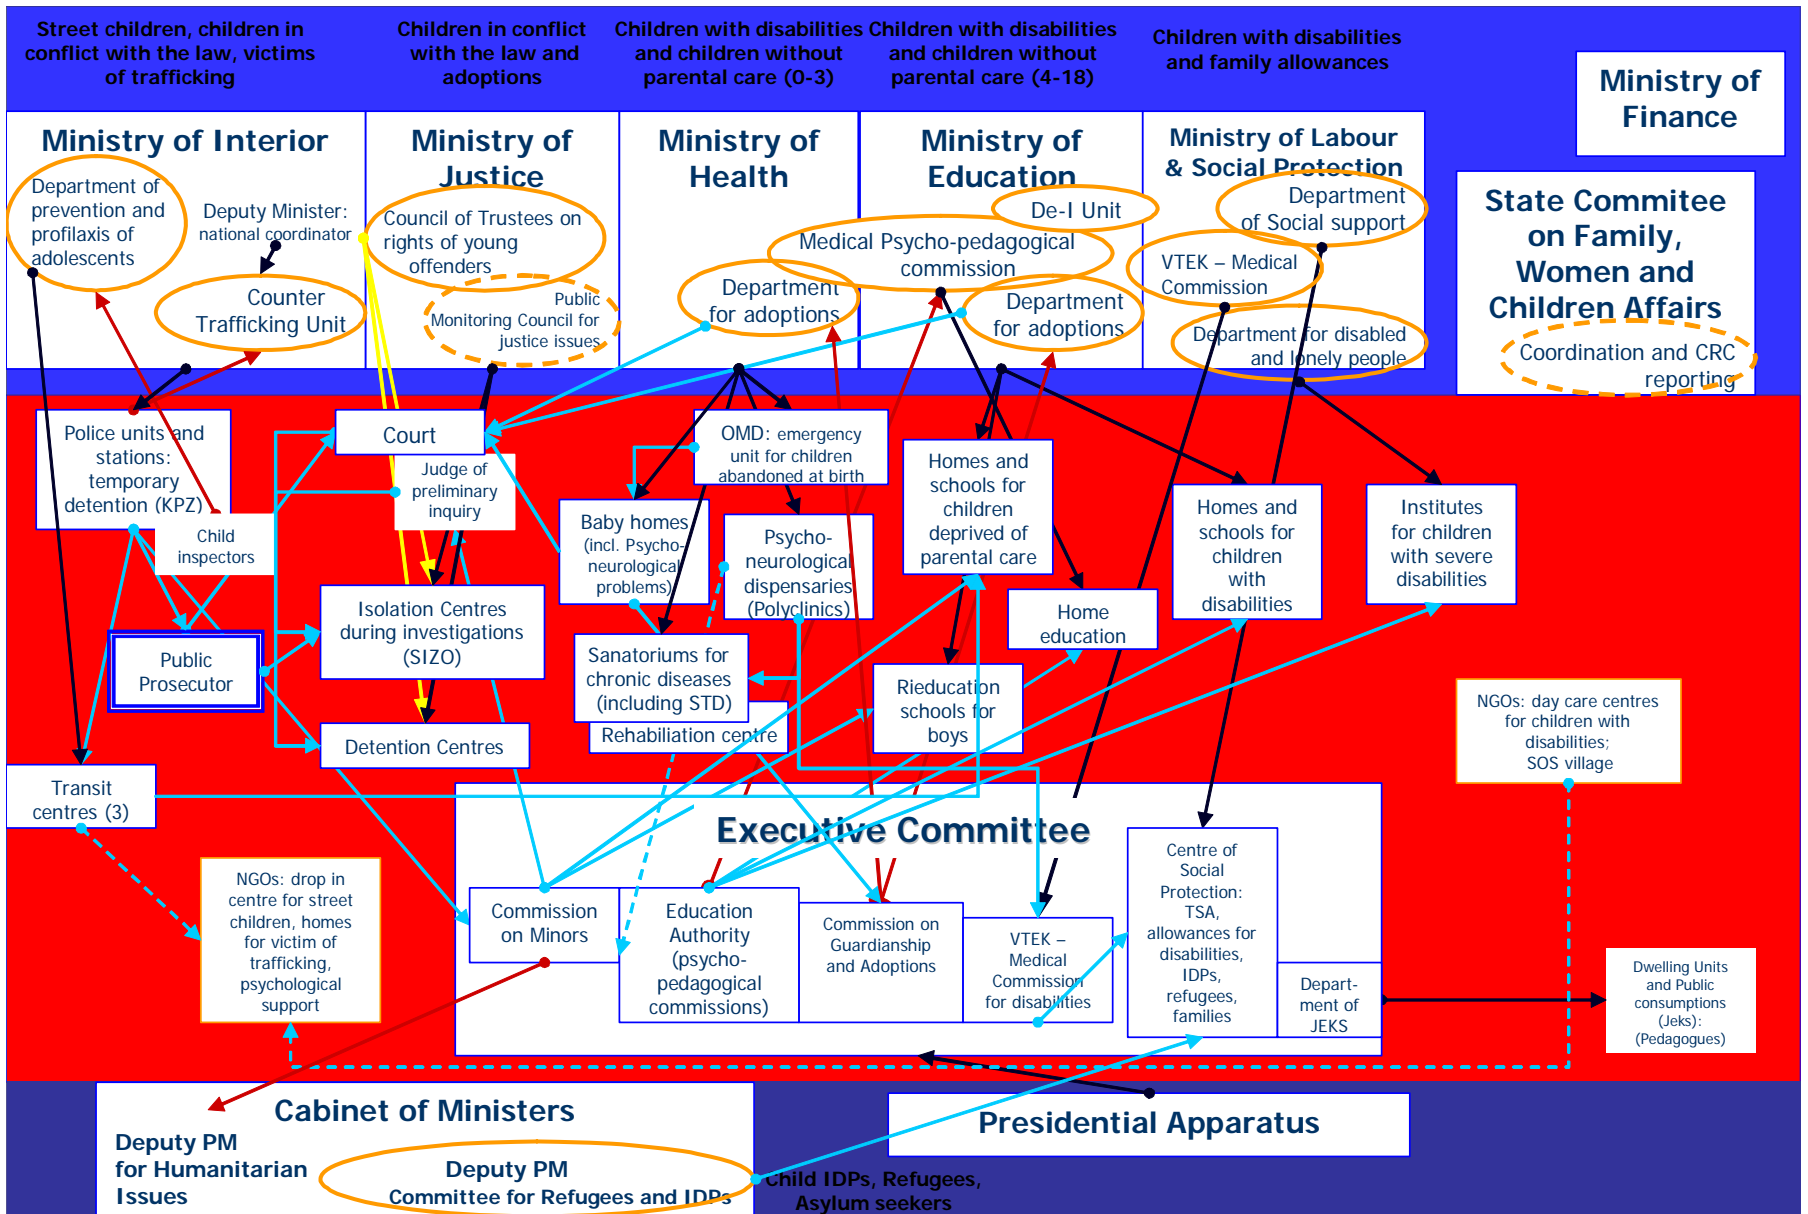 Street children, children in
conflict with the law, victims
of trafficking
Children in conflict
with the law and
adoptions
Children with disabilities
and children without
parental care (0-3)
Children with disabilities
and children without
parental care (4-18)
Children with disabilities
and family allowances
Ministry of
Finance
Ministry of Interior
Department of
prevention and
profilaxis of
adolescents
Deputy Minister:
national coordinator
Counter
Trafficking Unit
Ministry of
Justice
Council of Trustees on
rights of young
offenders
Public
Monitoring Council for
justice issues
Ministry of
Health
Department
for adoptions
Ministry of
Education
De-I Unit
Medical Psycho-pedagogical
commission
Department
for adoptions
Ministry of Labour
& Social Protection
Department
of Social support
VTEK – Medical
Commission
Department for disabled
and lonely people
State Commitee
on Family,
Women and
Children Affairs
Coordination and CRC
reporting
Police units and
stations:
temporary
detention (KPZ)
Child
inspectors
Court
Judge of
preliminary
inquiry
OMD: emergency
unit for children
abandoned at birth
Baby homes
(incl. Psycho-
neurological
problems)
Psycho-
neurological
dispensaries
(Polyclinics)
Homes and
schools for
children
deprived of
parental care
Homes and
schools for
children
with
disabilities
Institutes
for children
with severe
disabilities
Isolation Centres
during investigations
(SIZO)
Home
education
Public
Prosecutor
Sanatoriums for
chronic diseases
(including STD)
Rehabiliation centre
Rieducation
schools for
boys
NGOs: day care centres
for children with
disabilities;
SOS village
Detention Centres
Transit
centres (3)
Executive Committee
NGOs: drop in
centre for street
children, homes
for victim of
trafficking,
psychological
support
Commission
on Minors
Education
Authority
(psycho-
pedagogical
commissions)
Commission on
Guardianship
and Adoptions
VTEK –
Medical
Commission
for disabilities
Centre of
Social
Protection:
TSA,
allowances for
disabilities,
IDPs,
refugees,
families
Depart-
ment of
JEKS
Dwelling Units
and Public
consumptions
(Jeks):
(Pedagogues)
Cabinet of Ministers
Deputy PM
for Humanitarian
Issues
Deputy PM
Committee for Refugees and IDPs
Presidential Apparatus
Child IDPs, Refugees,
Asylum seekers